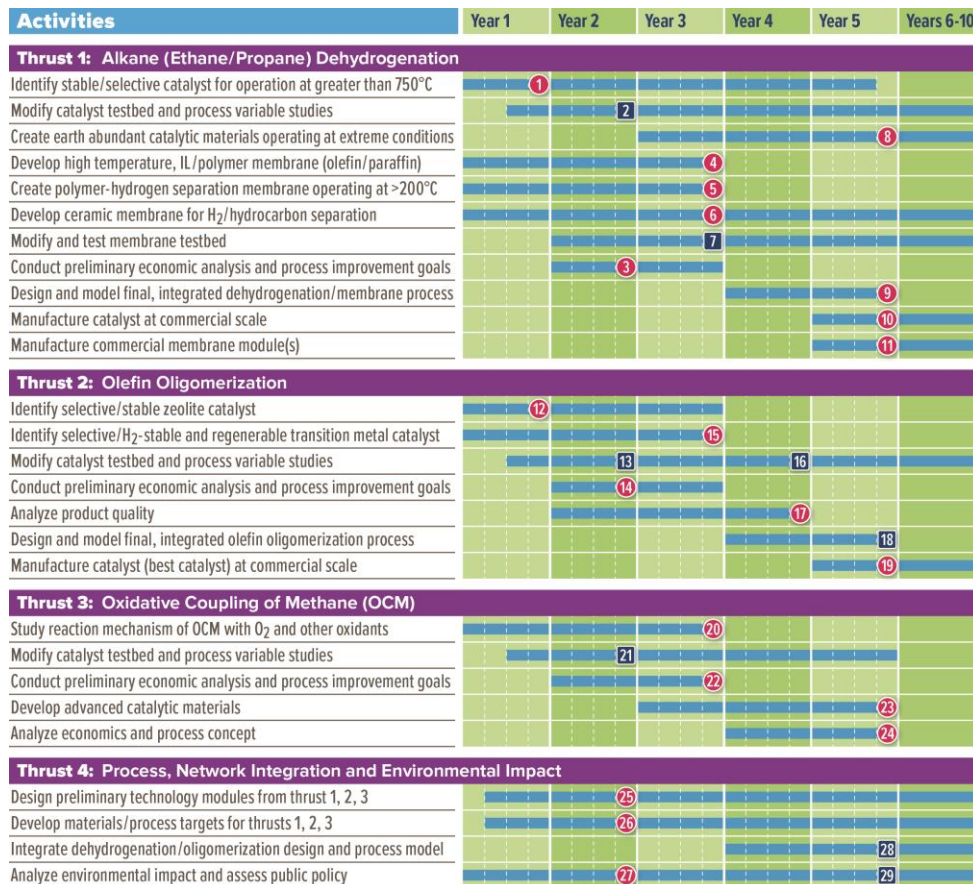 Activities Year 1 Year 2 Year 3 Year 4 Year 5 Years 6-10
Thrust 1: Alkane (Ethane/Propane) Dehydrogenation
Identify stable/selective catalyst for operation at greater than 750°C 1
Modify catalyst testbed and process variable studies 2
Create earth abundant catalytic materials operating at extreme conditions 8
Develop high temperature, IL/polymer membrane (olefin/paraffin) 4
Create polymer-hydrogen separation membrane operating at >200°C 5
Develop ceramic membrane for H₂/hydrocarbon separation 6
Modify and test membrane testbed 7
Conduct preliminary economic analysis and process improvement goals 3
Design and model final, integrated dehydrogenation/membrane process 9
Manufacture catalyst at commercial scale 10
Manufacture commercial membrane module(s) 11
Thrust 2: Olefin Oligomerization
Identify selective/stable zeolite catalyst 12
Identify selective/H₂-stable and regenerable transition metal catalyst 15
Modify catalyst testbed and process variable studies 13 16
Conduct preliminary economic analysis and process improvement goals 14
Analyze product quality 17
Design and model final, integrated olefin oligomerization process 18
Manufacture catalyst (best catalyst) at commercial scale 19
Thrust 3: Oxidative Coupling of Methane (OCM)
Study reaction mechanism of OCM with O₂ and other oxidants 20
Modify catalyst testbed and process variable studies 21
Conduct preliminary economic analysis and process improvement goals 22
Develop advanced catalytic materials 23
Analyze economics and process concept 24
Thrust 4: Process, Network Integration and Environmental Impact
Design preliminary technology modules from thrust 1, 2, 3 25
Develop materials/process targets for thrusts 1, 2, 3 26
Integrate dehydrogenation/oligomerization design and process model 28
Analyze environmental impact and assess public policy 27 29